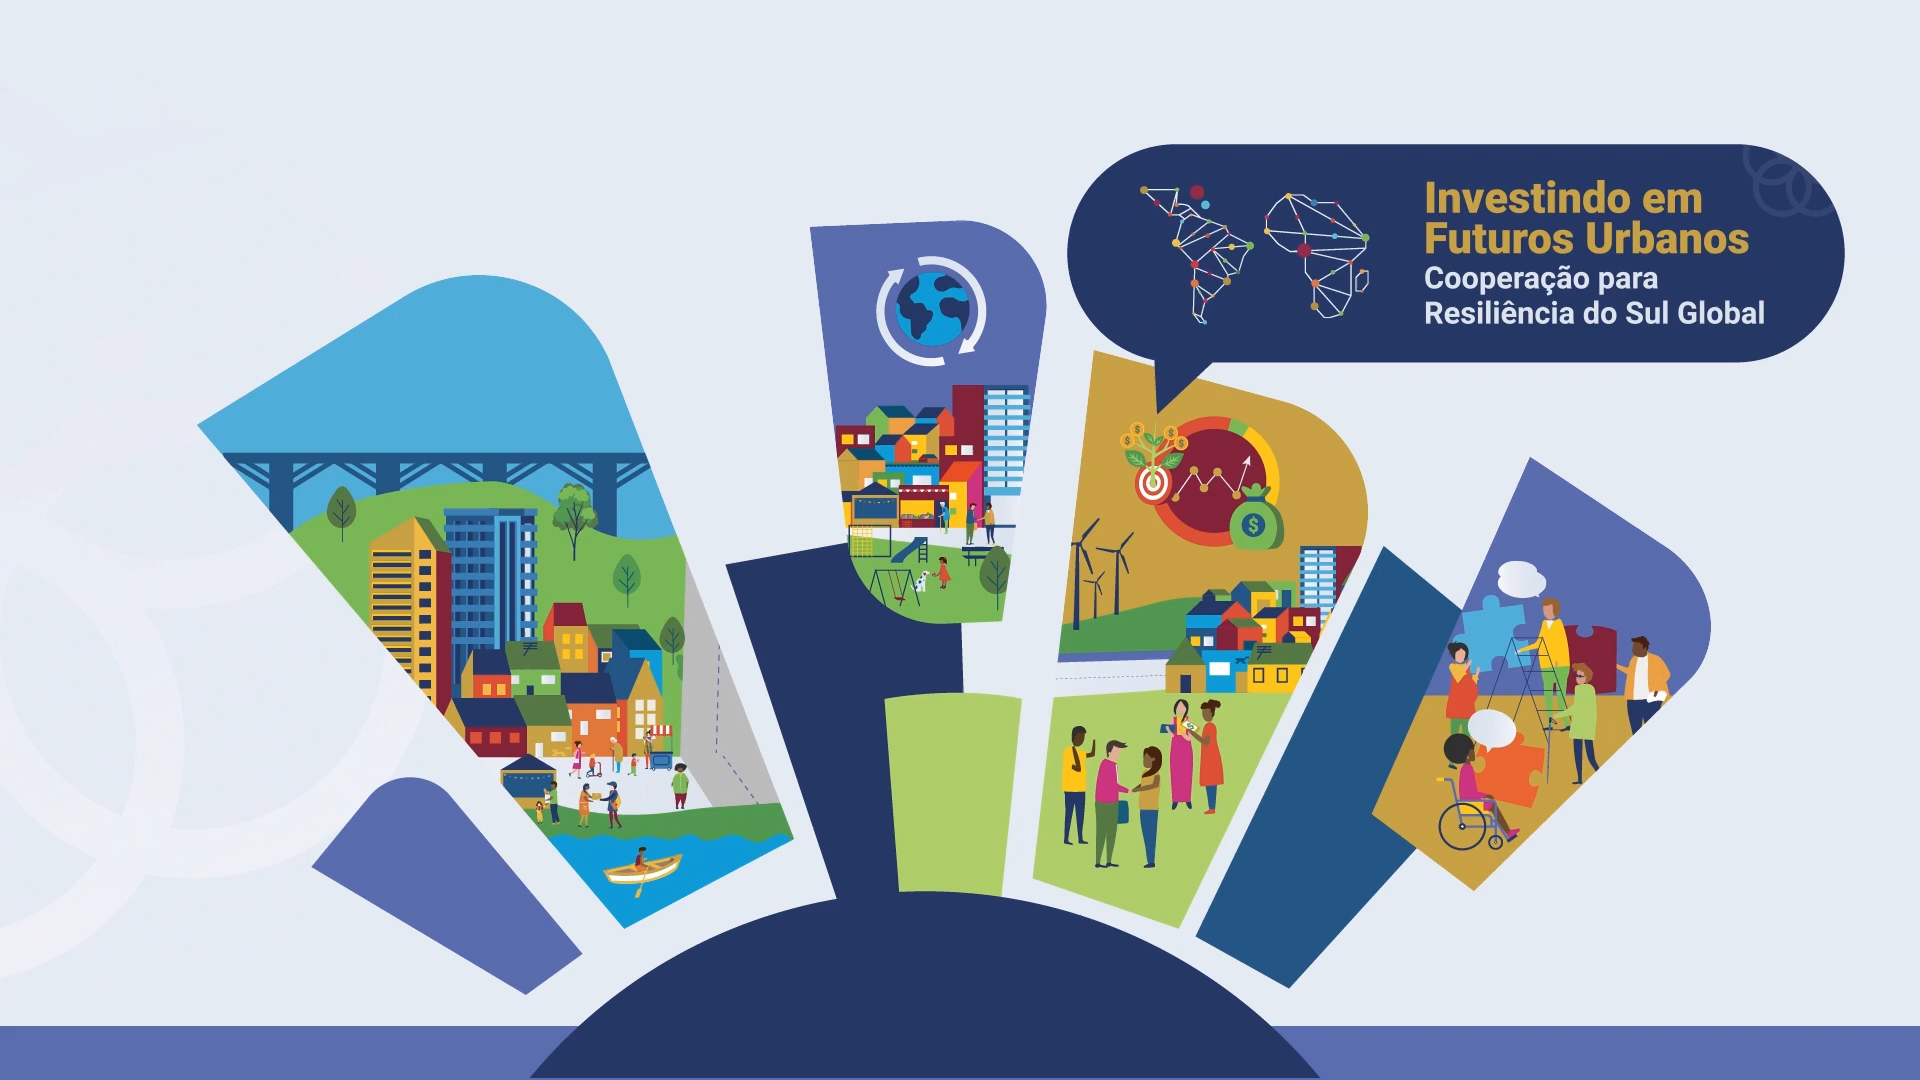 Investindo em
Futuros Urbanos
Cooperação para
Resiliência do Sul Global